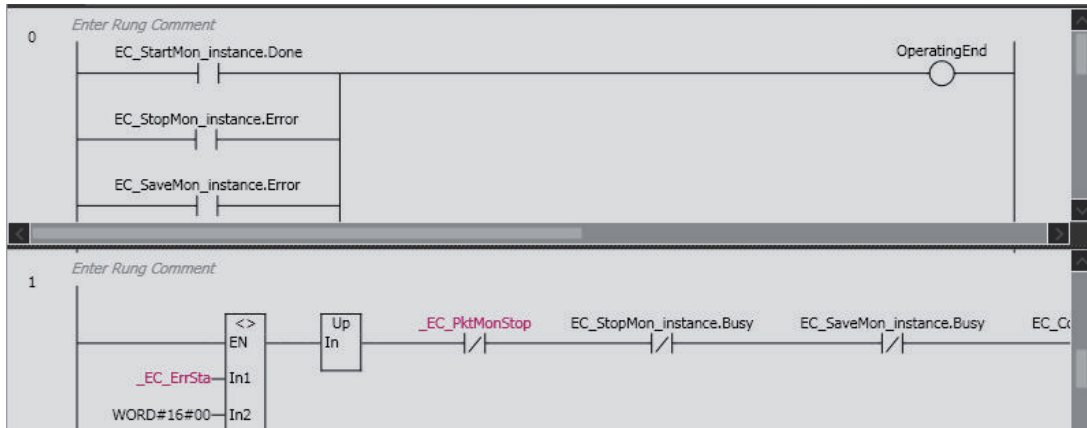 Enter Rung Comment
0
EC_StartMon_instance.Done
OperatingEnd
EC_StopMon_instance.Error
EC_SaveMon_instance.Error
Enter Rung Comment
1
<>
EN
Up
In
_EC_PktMonStop
EC_StopMon_instance.Busy
EC_SaveMon_instance.Busy
_EC_ErrSta
In1
WORD#16#00
In2